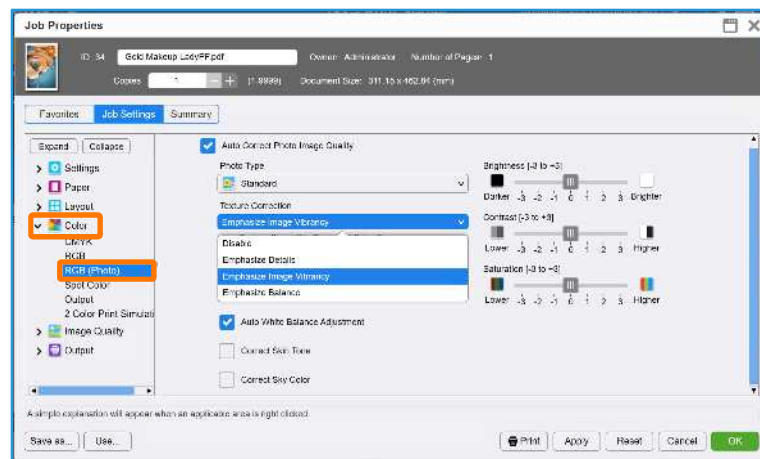 Job Properties
ID 34 Gold Makeup LadyPF.pdf Owner: Administrator Number of Pages: 1
Copies 1 (1-9999) Document Size: 311.15 x 462.64 (mm)
Favorites Job Settings Summary
Expand Collapse
Settings
Paper
Layout
Color
CMYK
RGB
RGB (Photo)
Spot Color
Output
2 Color Print Simulati
Image Quality
Output
Auto Correct Photo Image Quality
Photo Type
Standard
Texture Correction
Emphasize Image Vibrancy
Disable
Emphasize Details
Emphasize Image Vibrancy
Emphasize Balance
Auto White Balance Adjustment
Correct Skin Tone
Correct Sky Color
Brightness [-3 to +3]
Darker -3 -2 -1 0 1 2 3 Brighter
Contrast [-3 to +3]
Lower -3 -2 -1 0 1 2 3 Higher
Saturation [-3 to +3]
Lower -3 -2 -1 0 1 2 3 Higher
A simple explanation will appear when an applicable area is right clicked.
Save as... Use... Print Apply Reset Cancel OK